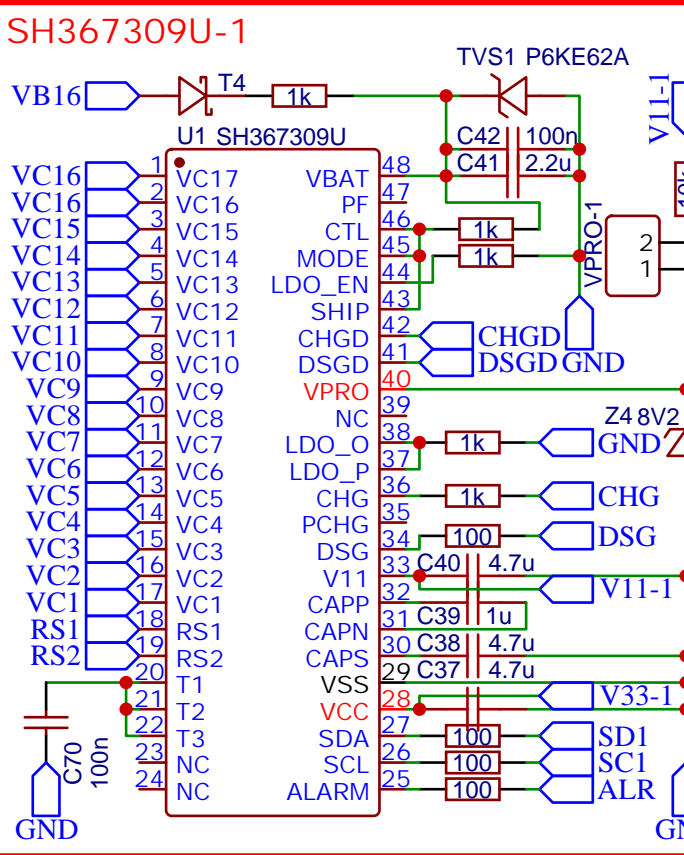 SH367309U-1
TVS1 P6KE62A
VB16
T4
1k
V11-1
U1 SH367309U
C42 100n
C41 2.2u
VC16 1 VC17 VBAT 48
VC16 2 VC16 PF 47
VC15 3 VC15 CTL 46 1k
VC14 4 VC14 MODE 45 1k
VC13 5 VC13 LDO_EN 44
VC12 6 VC12 SHIP 43
VPRO-1
2
1
VC11 7 VC11 CHGD 42 CHGD
VC10 8 VC10 DSGD 41 DSGD GND
VC9 9 VC9 VPRO 40
VC8 10 VC8 NC 39
Z4 8V2
VC7 11 VC7 LDO_O 38 1k GND
VC6 12 VC6 LDO_P 37
VC5 13 VC5 CHG 36 1k CHG
VC4 14 VC4 PCHG 35
VC3 15 VC3 DSG 34 100 DSG
VC2 16 VC2 V11 33 C40 4.7u
V11-1
VC1 17 VC1 CAPP 32
RS1 18 RS1 CAPN 31 C39 1u
RS2 19 RS2 CAPS 30 C38 4.7u
20 T1 VSS 29 C37 4.7u
21 T2 VCC 28 V33-1
22 T3 SDA 27 100 SD1
23 NC SCL 26 100 SC1
24 NC ALARM 25 100 ALR
C70
100n
GND